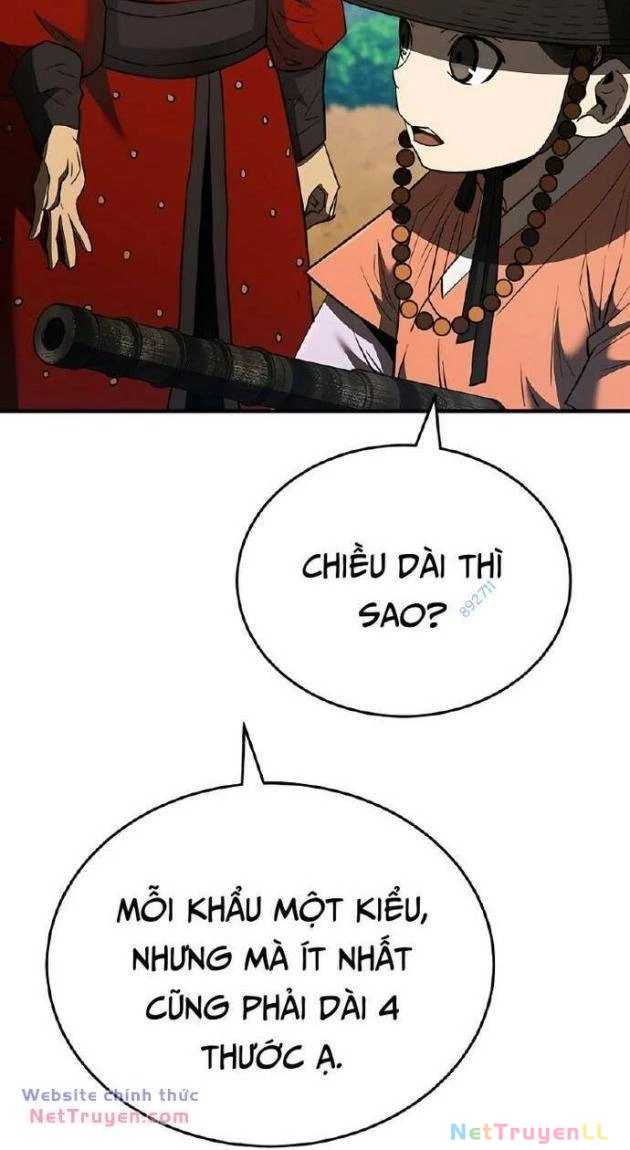 CHIỀU DÀI THÌ
SAO?
892711
MỖI KHẨU MỘT KIỂU,
NHƯNG MÀ ÍT NHẤT
CŨNG PHẢI DÀI 4
THƯỚC Ạ.
Website chính thức
NetTruyen.com
NetTruyenLL